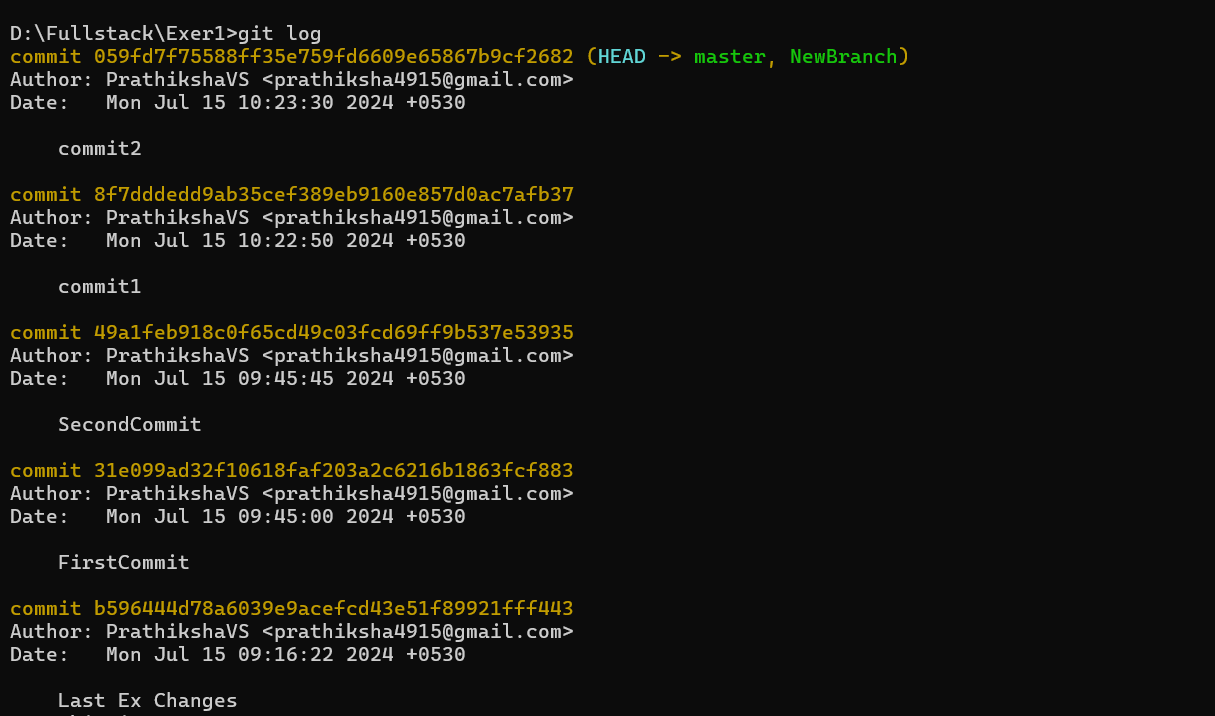 D:\Fullstack\Exer1>git log
commit 059fd7f75588ff35e759fd6609e65867b9cf2682 (HEAD -> master, NewBranch)
Author: PrathikshaVS <prathiksha4915@gmail.com>
Date:   Mon Jul 15 10:23:30 2024 +0530
commit2
commit 8f7dddedd9ab35cef389eb9160e857d0ac7afb37
Author: PrathikshaVS <prathiksha4915@gmail.com>
Date:   Mon Jul 15 10:22:50 2024 +0530
commit1
commit 49a1feb918c0f65cd49c03fcd69ff9b537e53935
Author: PrathikshaVS <prathiksha4915@gmail.com>
Date:   Mon Jul 15 09:45:45 2024 +0530
SecondCommit
commit 31e099ad32f10618faf203a2c6216b1863fcf883
Author: PrathikshaVS <prathiksha4915@gmail.com>
Date:   Mon Jul 15 09:45:00 2024 +0530
FirstCommit
commit b596444d78a6039e9acefcd43e51f89921fff443
Author: PrathikshaVS <prathiksha4915@gmail.com>
Date:   Mon Jul 15 09:16:22 2024 +0530
Last Ex Changes